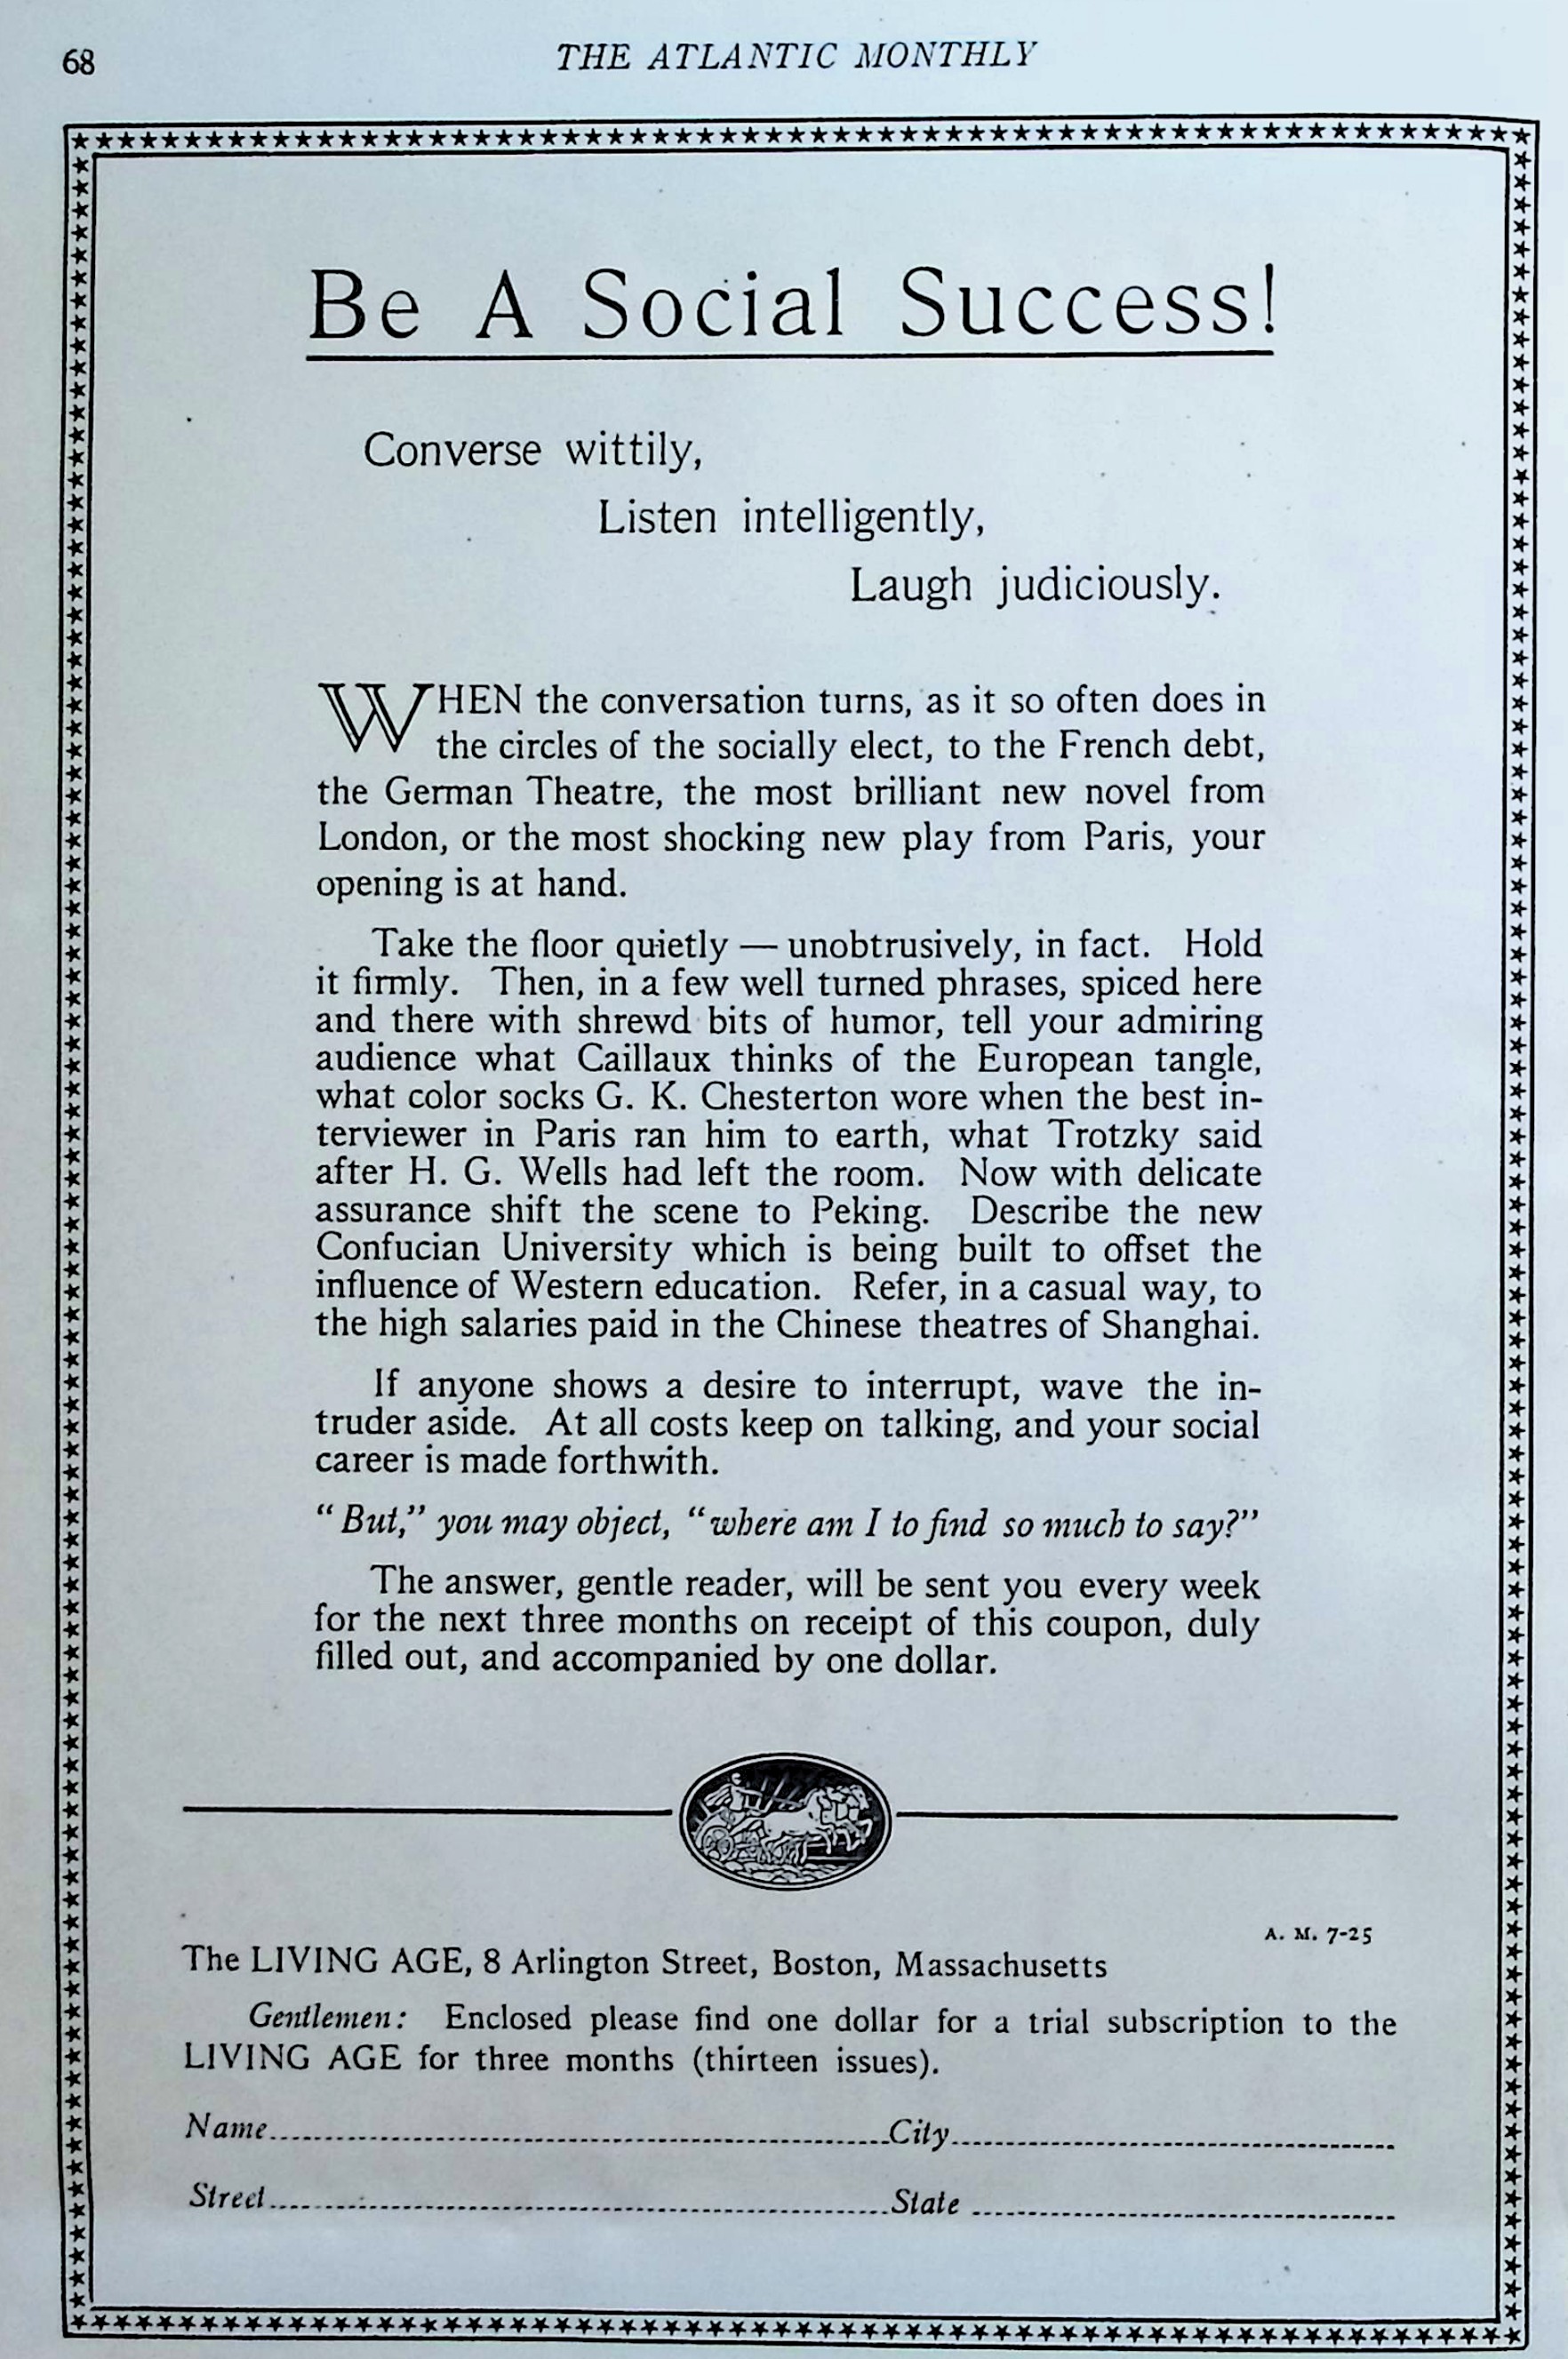 68
THE ATLANTIC MONTHLY
Be A Social Success!
Converse wittily,
Listen intelligently,
Laugh judiciously.
WHEN the conversation turns, as it so often does in
the circles of the socially elect, to the French debt,
the German Theatre, the most brilliant new novel from
London, or the most shocking new play from Paris, your
opening is at hand.
Take the floor quietly — unobtrusively, in fact. Hold
it firmly. Then, in a few well turned phrases, spiced here
and there with shrewd bits of humor, tell your admiring
audience what Caillaux thinks of the European tangle,
what color socks G. K. Chesterton wore when the best in-
terviewer in Paris ran him to earth, what Trotzky said
after H. G. Wells had left the room. Now with delicate
assurance shift the scene to Peking. Describe the new
Confucian University which is being built to offset the
influence of Western education. Refer, in a casual way, to
the high salaries paid in the Chinese theatres of Shanghai.
If anyone shows a desire to interrupt, wave the in-
truder aside. At all costs keep on talking, and your social
career is made forthwith.
"But," you may object, "where am I to find so much to say?"
The answer, gentle reader, will be sent you every week
for the next three months on receipt of this coupon, duly
filled out, and accompanied by one dollar.
A. M. 7-25
The LIVING AGE, 8 Arlington Street, Boston, Massachusetts
Gentlemen: Enclosed please find one dollar for a trial subscription to the
LIVING AGE for three months (thirteen issues).
Name City
Street State